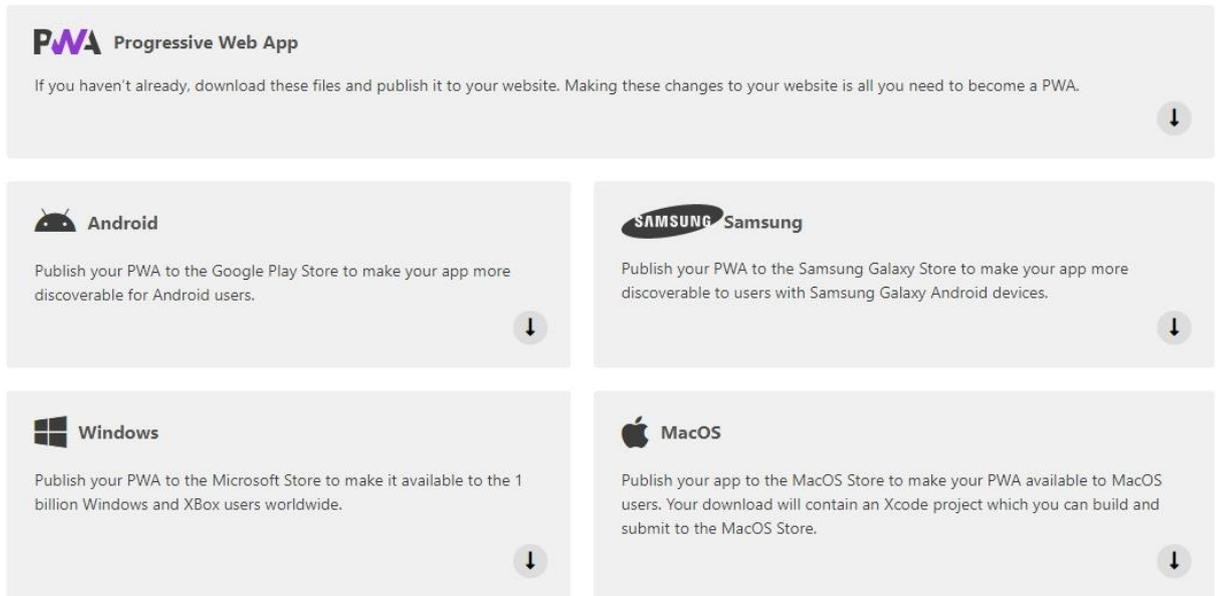 PWA Progressive Web App
If you haven't already, download these files and publish it to your website. Making these changes to your website is all you need to become a PWA.
Android
Publish your PWA to the Google Play Store to make your app more
discoverable for Android users.
SAMSUNG Samsung
Publish your PWA to the Samsung Galaxy Store to make your app more
discoverable to users with Samsung Galaxy Android devices.
Windows
Publish your PWA to the Microsoft Store to make it available to the 1
billion Windows and XBox users worldwide.
MacOS
Publish your app to the MacOS Store to make your PWA available to MacOS
users. Your download will contain an Xcode project which you can build and
submit to the MacOS Store.